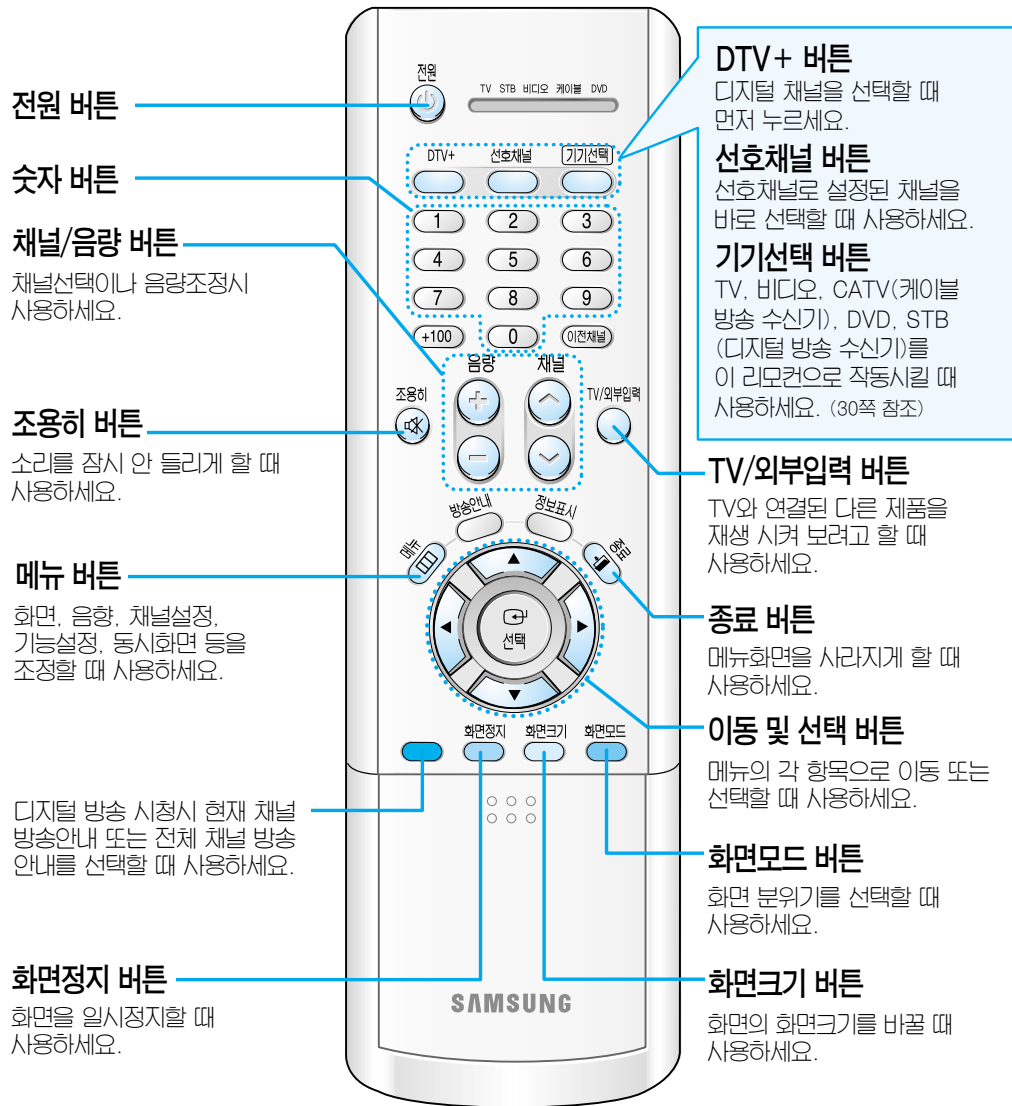 전원 버튼
숫자 버튼
채널/음량 버튼
채널선택이나 음량조정시
사용하세요.
조용히 버튼
소리를 잠시 안 들리게 할 때
사용하세요.
메뉴 버튼
화면, 음향, 채널설정,
기능설정, 동시화면 등을
조정할 때 사용하세요.
디지털 방송 시청시 현재 채널
방송안내 또는 전체 채널 방송
안내를 선택할 때 사용하세요.
화면정지 버튼
화면을 일시정지할 때
사용하세요.
전원
TV STB 비디오 케이블 DVD
DTV+ 선호채널 기기선택
1 2 3
4 5 6
7 8 9
+100 0 이전채널
음량 채널
조용히 TV/외부입력
방송안내 정보표시
메뉴 종료
선택
화면정지 화면크기 화면모드
SAMSUNG
DTV+ 버튼
디지털 채널을 선택할 때
먼저 누르세요.
선호채널 버튼
선호채널로 설정된 채널을
바로 선택할 때 사용하세요.
기기선택 버튼
TV, 비디오, CATV(케이블
방송 수신기), DVD, STB
(디지털 방송 수신기)를
이 리모컨으로 작동시킬 때
사용하세요. (30쪽 참조)
TV/외부입력 버튼
TV와 연결된 다른 제품을
재생 시켜 보려고 할 때
사용하세요.
종료 버튼
메뉴화면을 사라지게 할 때
사용하세요.
이동 및 선택 버튼
메뉴의 각 항목으로 이동 또는
선택할 때 사용하세요.
화면모드 버튼
화면 분위기를 선택할 때
사용하세요.
화면크기 버튼
화면의 화면크기를 바꿀 때
사용하세요.